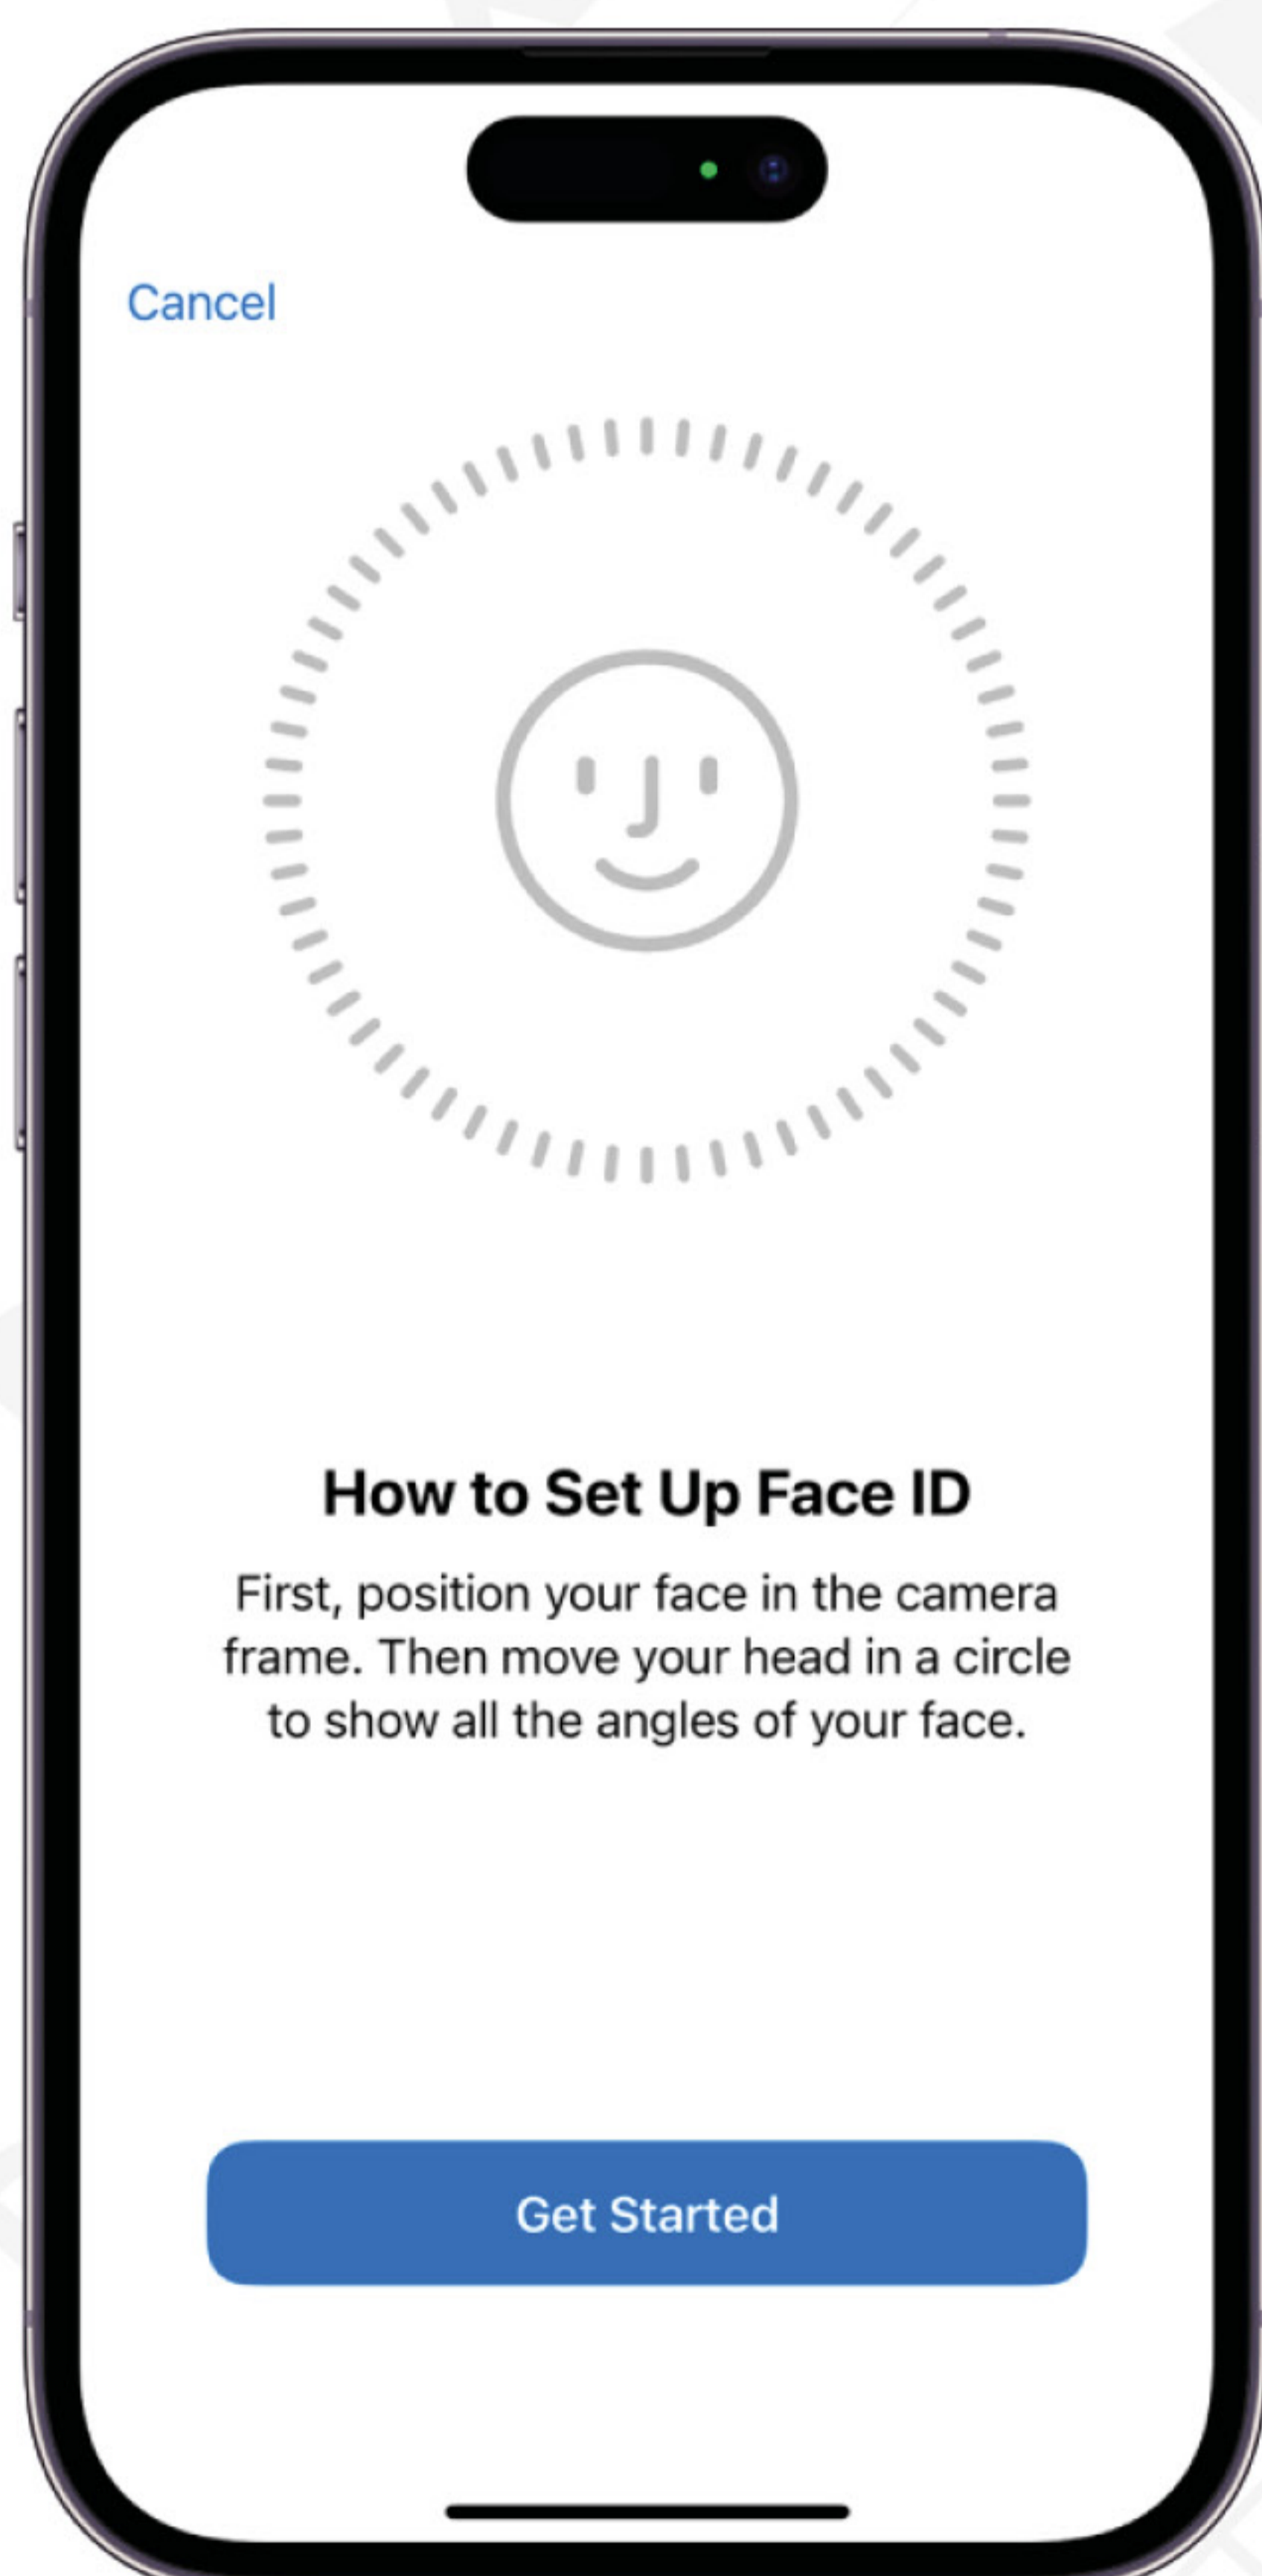 Cancel
How to Set Up Face ID
First, position your face in the camera
frame. Then move your head in a circle
to show all the angles of your face.
Get Started